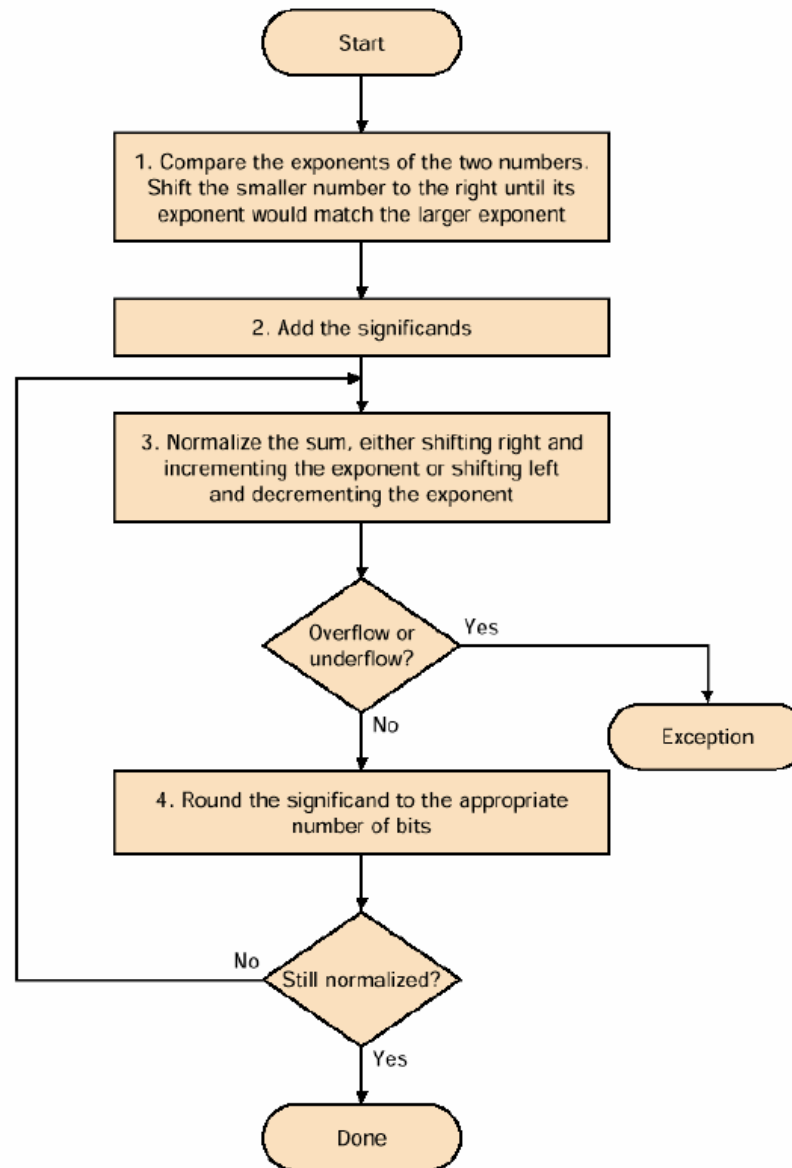 Start
1. Compare the exponents of the two numbers.
Shift the smaller number to the right until its
exponent would match the larger exponent
2. Add the significands
3. Normalize the sum, either shifting right and
incrementing the exponent or shifting left
and decrementing the exponent
Overflow or
underflow?
Yes
No
Exception
4. Round the significand to the appropriate
number of bits
No
Still normalized?
Yes
Done